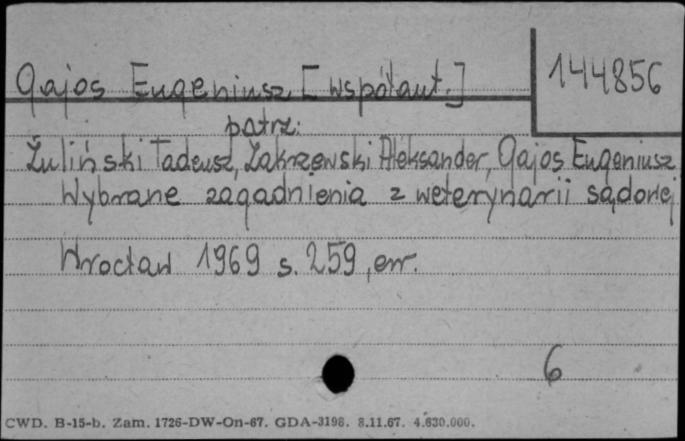 Gajos Eugeniusz [współaut.]
144856
patrz:
Żuliński Tadeusz, Zakrzewski Aleksander, Gajos Eugeniusz
Wybrane zagadnienia z weterynarii sądowej
Wrocław 1969 s. 259, err.
6
CWD. B-15-b. Zam. 1726-DW-On-67. GDA-3198. 8.11.67. 4.630.000.